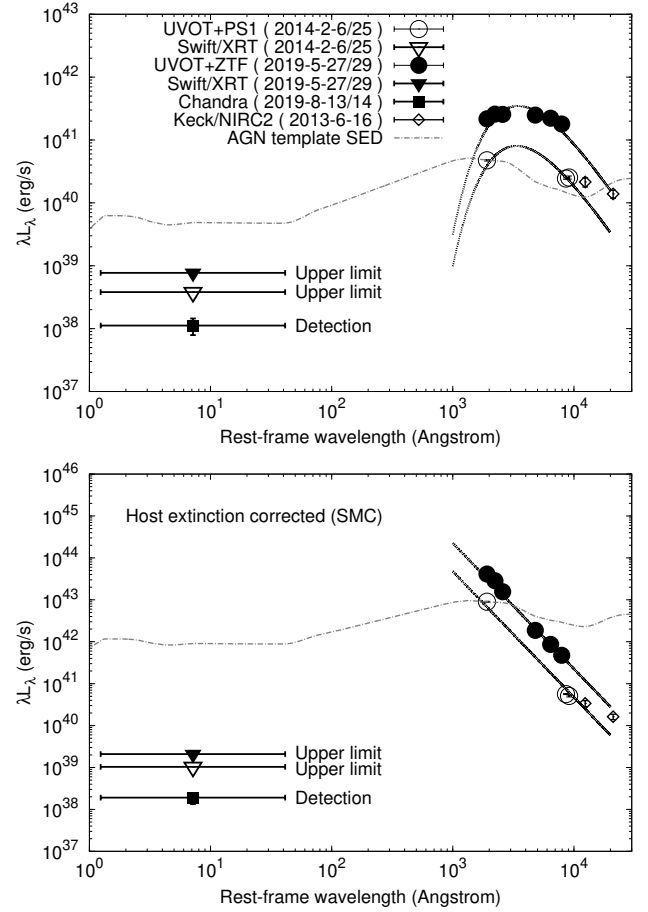 UVOT+PS1 ( 2014-2-6/25 )
Swift/XRT ( 2014-2-6/25 )
UVOT+ZTF ( 2019-5-27/29 )
Swift/XRT ( 2019-5-27/29 )
Chandra ( 2019-8-13/14 )
Keck/NIRC2 ( 2013-6-16 )
AGN template SED
10^43
10^42
10^41
10^40
10^39
10^38
10^37
λL_λ (erg/s)
Upper limit
Upper limit
Detection
10^0 10^1 10^2 10^3 10^4
Rest-frame wavelength (Angstrom)
10^46
10^45
10^44
10^43
10^42
10^41
10^40
10^39
10^38
10^37
λL_λ (erg/s)
Host extinction corrected (SMC)
Upper limit
Upper limit
Detection
10^0 10^1 10^2 10^3 10^4
Rest-frame wavelength (Angstrom)